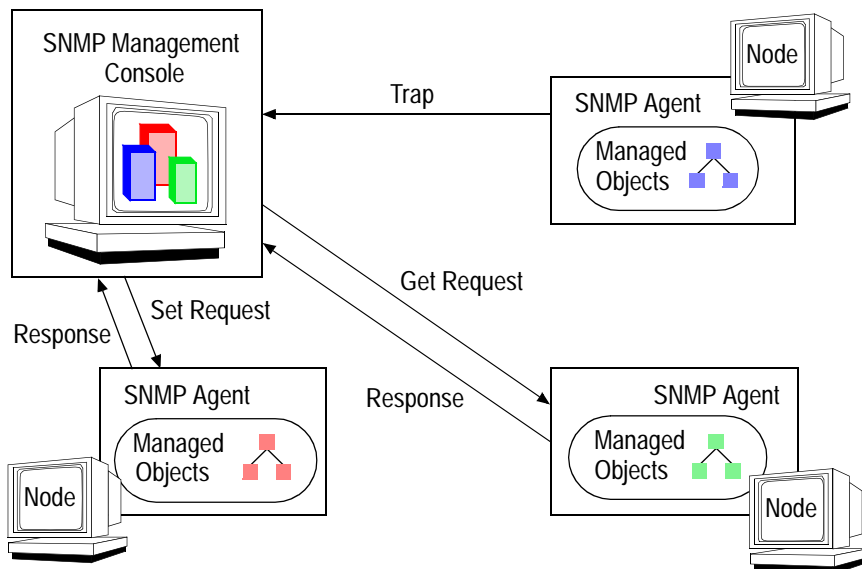 SNMP Management
Console
Node
Trap
SNMP Agent
Managed
Objects
Get Request
Set Request
Response
Response
SNMP Agent
Managed
Objects
Node
SNMP Agent
Managed
Objects
Node